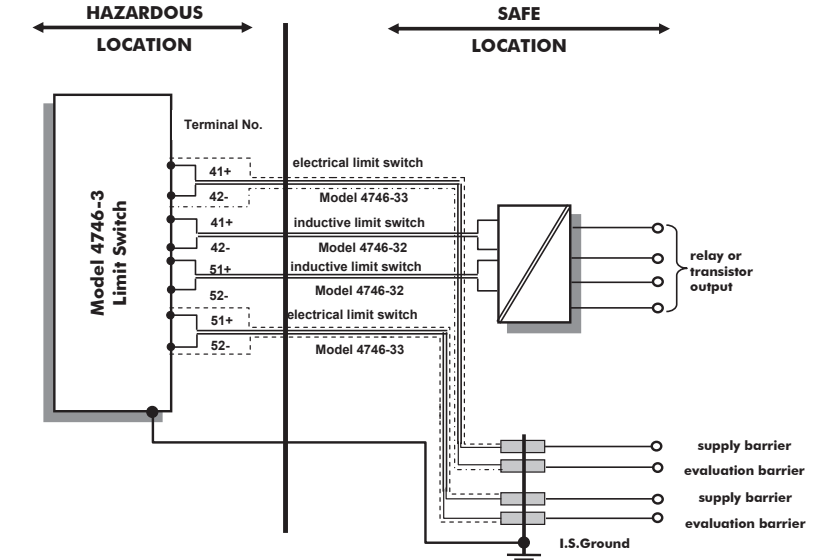 HAZARDOUS
LOCATION
SAFE
LOCATION
Terminal No.
Model 4746-3
Limit Switch
41+
electrical limit switch
42-
Model 4746-33
41+
inductive limit switch
42-
Model 4746-32
51+
inductive limit switch
52-
Model 4746-32
51+
electrical limit switch
52-
Model 4746-33
relay or
transistor
output
supply barrier
evaluation barrier
supply barrier
evaluation barrier
I.S.Ground